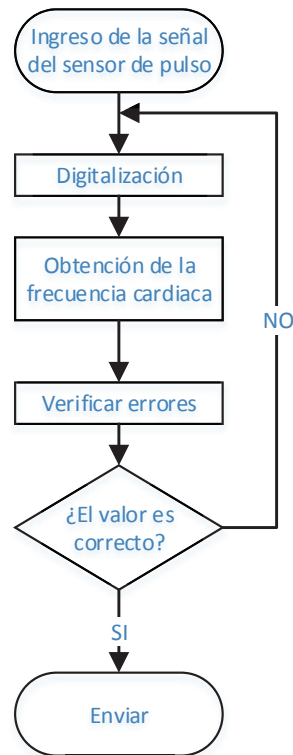 Ingreso de la señal
del sensor de pulso
Digitalización
Obtención de la
frecuencia cardiaca
NO
Verificar errores
¿El valor es
correcto?
SI
Enviar